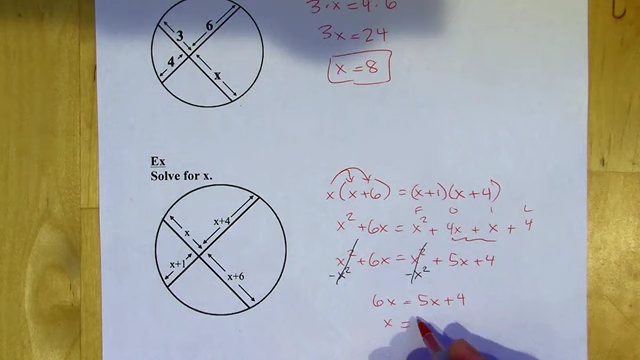 3·x=4·6
3x=24
x=8
3
6
4
x
Ex
Solve for x.
x
x+4
x+1
x+6
x(x+6)=(x+1)(x+4)
F O I L
x²+6x=x²+4x+x+4
x²+6x=x²+5x+4
-x² -x²
6x=5x+4
x=